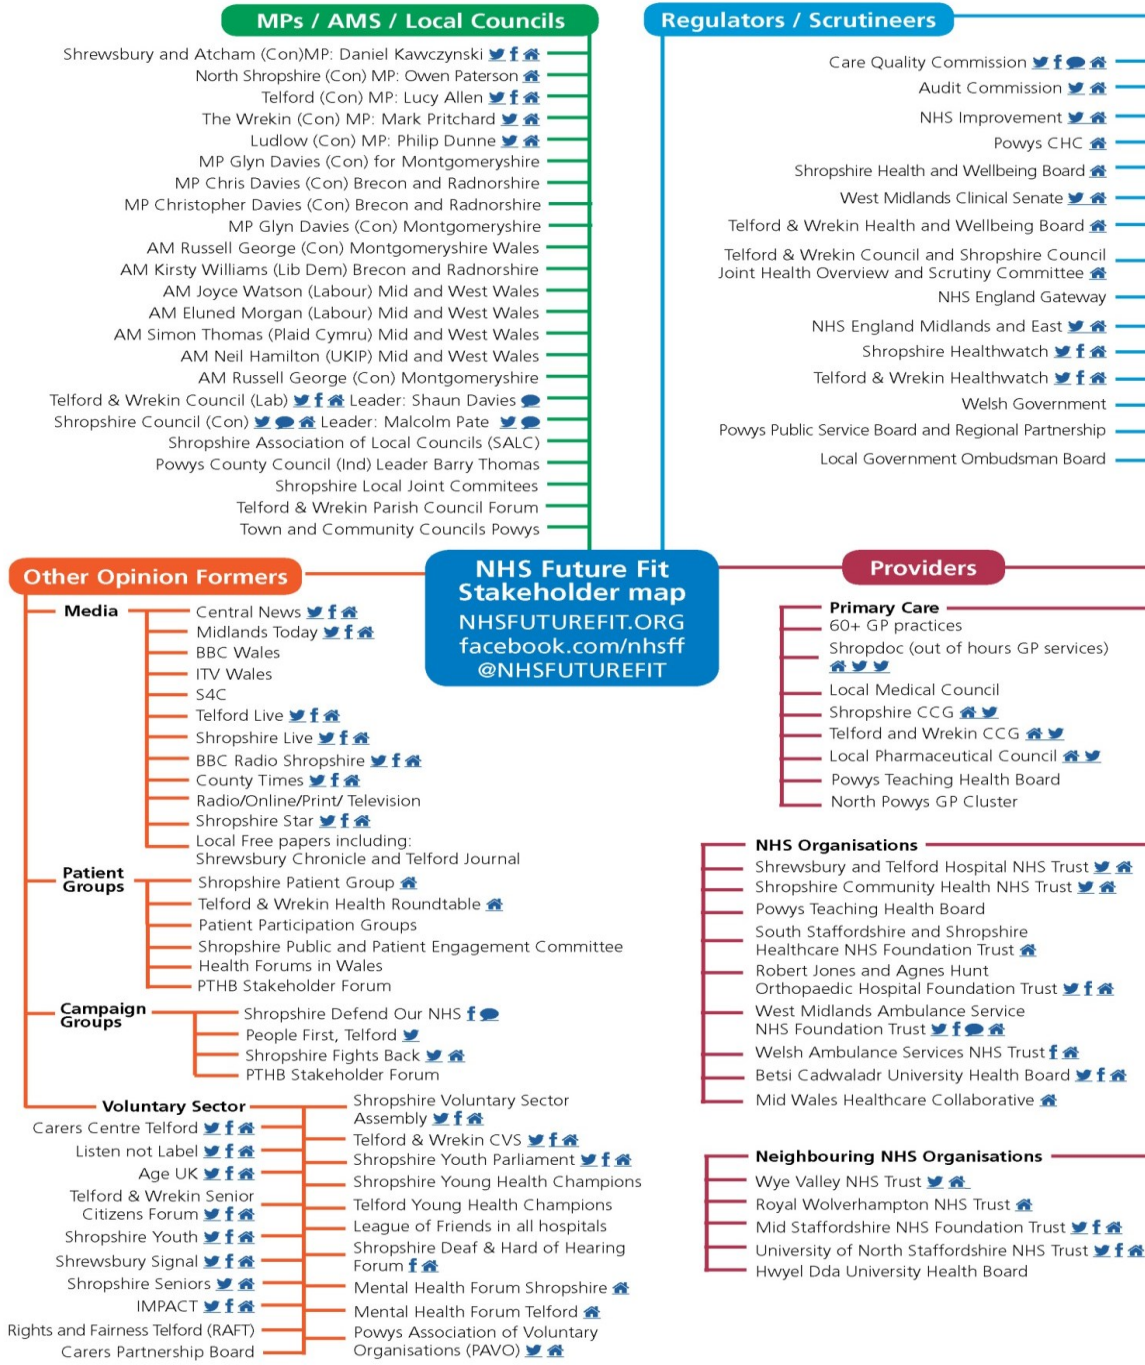 MPs / AMS / Local Councils
Shrewsbury and Atcham (Con)MP: Daniel Kawczynski
North Shropshire (Con) MP: Owen Paterson
Telford (Con) MP: Lucy Allen
The Wrekin (Con) MP: Mark Pritchard
Ludlow (Con) MP: Philip Dunne
MP Glyn Davies (Con) for Montgomeryshire
MP Chris Davies (Con) Brecon and Radnorshire
MP Christopher Davies (Con) Brecon and Radnorshire
MP Glyn Davies (Con) Montgomeryshire
AM Russell George (Con) Montgomeryshire Wales
AM Kirsty Williams (Lib Dem) Brecon and Radnorshire
AM Joyce Watson (Labour) Mid and West Wales
AM Eluned Morgan (Labour) Mid and West Wales
AM Simon Thomas (Plaid Cymru) Mid and West Wales
AM Neil Hamilton (UKIP) Mid and West Wales
AM Russell George (Con) Montgomeryshire
Telford & Wrekin Council (Lab) Leader: Shaun Davies
Shropshire Council (Con) Leader: Malcolm Pate
Shropshire Association of Local Councils (SALC)
Powys County Council (Ind) Leader Barry Thomas
Shropshire Local Joint Commitees
Telford & Wrekin Parish Council Forum
Town and Community Councils Powys
Regulators / Scrutineers
Care Quality Commission
Audit Commission
NHS Improvement
Powys CHC
Shropshire Health and Wellbeing Board
West Midlands Clinical Senate
Telford & Wrekin Health and Wellbeing Board
Telford & Wrekin Council and Shropshire Council
Joint Health Overview and Scrutiny Committee
NHS England Gateway
NHS England Midlands and East
Shropshire Healthwatch
Telford & Wrekin Healthwatch
Welsh Government
Powys Public Service Board and Regional Partnership
Local Government Ombudsman Board
NHS Future Fit
Stakeholder map
NHSFUTUREFIT.ORG
facebook.com/nhsff
@NHSFUTUREFIT
Other Opinion Formers
Media
Central News
Midlands Today
BBC Wales
ITV Wales
S4C
Telford Live
Shropshire Live
BBC Radio Shropshire
County Times
Radio/Online/Print/ Television
Shropshire Star
Local Free papers including:
Shrewsbury Chronicle and Telford Journal
Patient
Groups
Shropshire Patient Group
Telford & Wrekin Health Roundtable
Patient Participation Groups
Shropshire Public and Patient Engagement Committee
Health Forums in Wales
PTHB Stakeholder Forum
Campaign
Groups
Shropshire Defend Our NHS
People First, Telford
Shropshire Fights Back
PTHB Stakeholder Forum
Voluntary Sector
Carers Centre Telford
Listen not Label
Age UK
Telford & Wrekin Senior
Citizens Forum
Shropshire Youth
Shrewsbury Signal
Shropshire Seniors
IMPACT
Rights and Fairness Telford (RAFT)
Carers Partnership Board
Shropshire Voluntary Sector
Assembly
Telford & Wrekin CVS
Shropshire Youth Parliament
Shropshire Young Health Champions
Telford Young Health Champions
League of Friends in all hospitals
Shropshire Deaf & Hard of Hearing
Forum
Mental Health Forum Shropshire
Mental Health Forum Telford
Powys Association of Voluntary
Organisations (PAVO)
Providers
Primary Care
60+ GP practices
Shropdoc (out of hours GP services)
Local Medical Council
Shropshire CCG
Telford and Wrekin CCG
Local Pharmaceutical Council
Powys Teaching Health Board
North Powys GP Cluster
NHS Organisations
Shrewsbury and Telford Hospital NHS Trust
Shropshire Community Health NHS Trust
Powys Teaching Health Board
South Staffordshire and Shropshire
Healthcare NHS Foundation Trust
Robert Jones and Agnes Hunt
Orthopaedic Hospital Foundation Trust
West Midlands Ambulance Service
NHS Foundation Trust
Welsh Ambulance Services NHS Trust
Betsi Cadwaladr University Health Board
Mid Wales Healthcare Collaborative
Neighbouring NHS Organisations
Wye Valley NHS Trust
Royal Wolverhampton NHS Trust
Mid Staffordshire NHS Foundation Trust
University of North Staffordshire NHS Trust
Hwyel Dda University Health Board